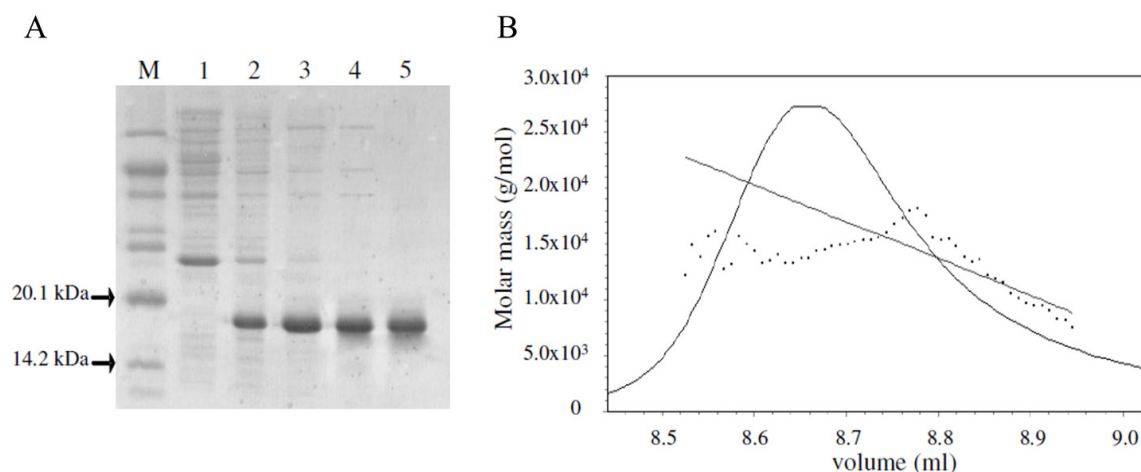 A
M 1 2 3 4 5
20.1 kDa
14.2 kDa
B
Molar mass (g/mol)
3.0x10⁴
2.5x10⁴
2.0x10⁴
1.5x10⁴
1.0x10⁴
5.0x10³
0
8.5 8.6 8.7 8.8 8.9 9.0
volume (ml)